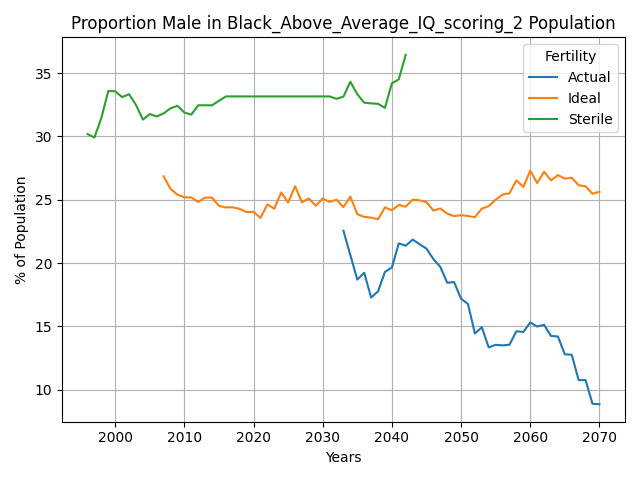 Proportion Male in Black_Above_Average_IQ_scoring_2 Population
Fertility
Actual
Ideal
Sterile
% of Population
35
30
25
20
15
10
2000
2010
2020
2030
2040
2050
2060
2070
Years